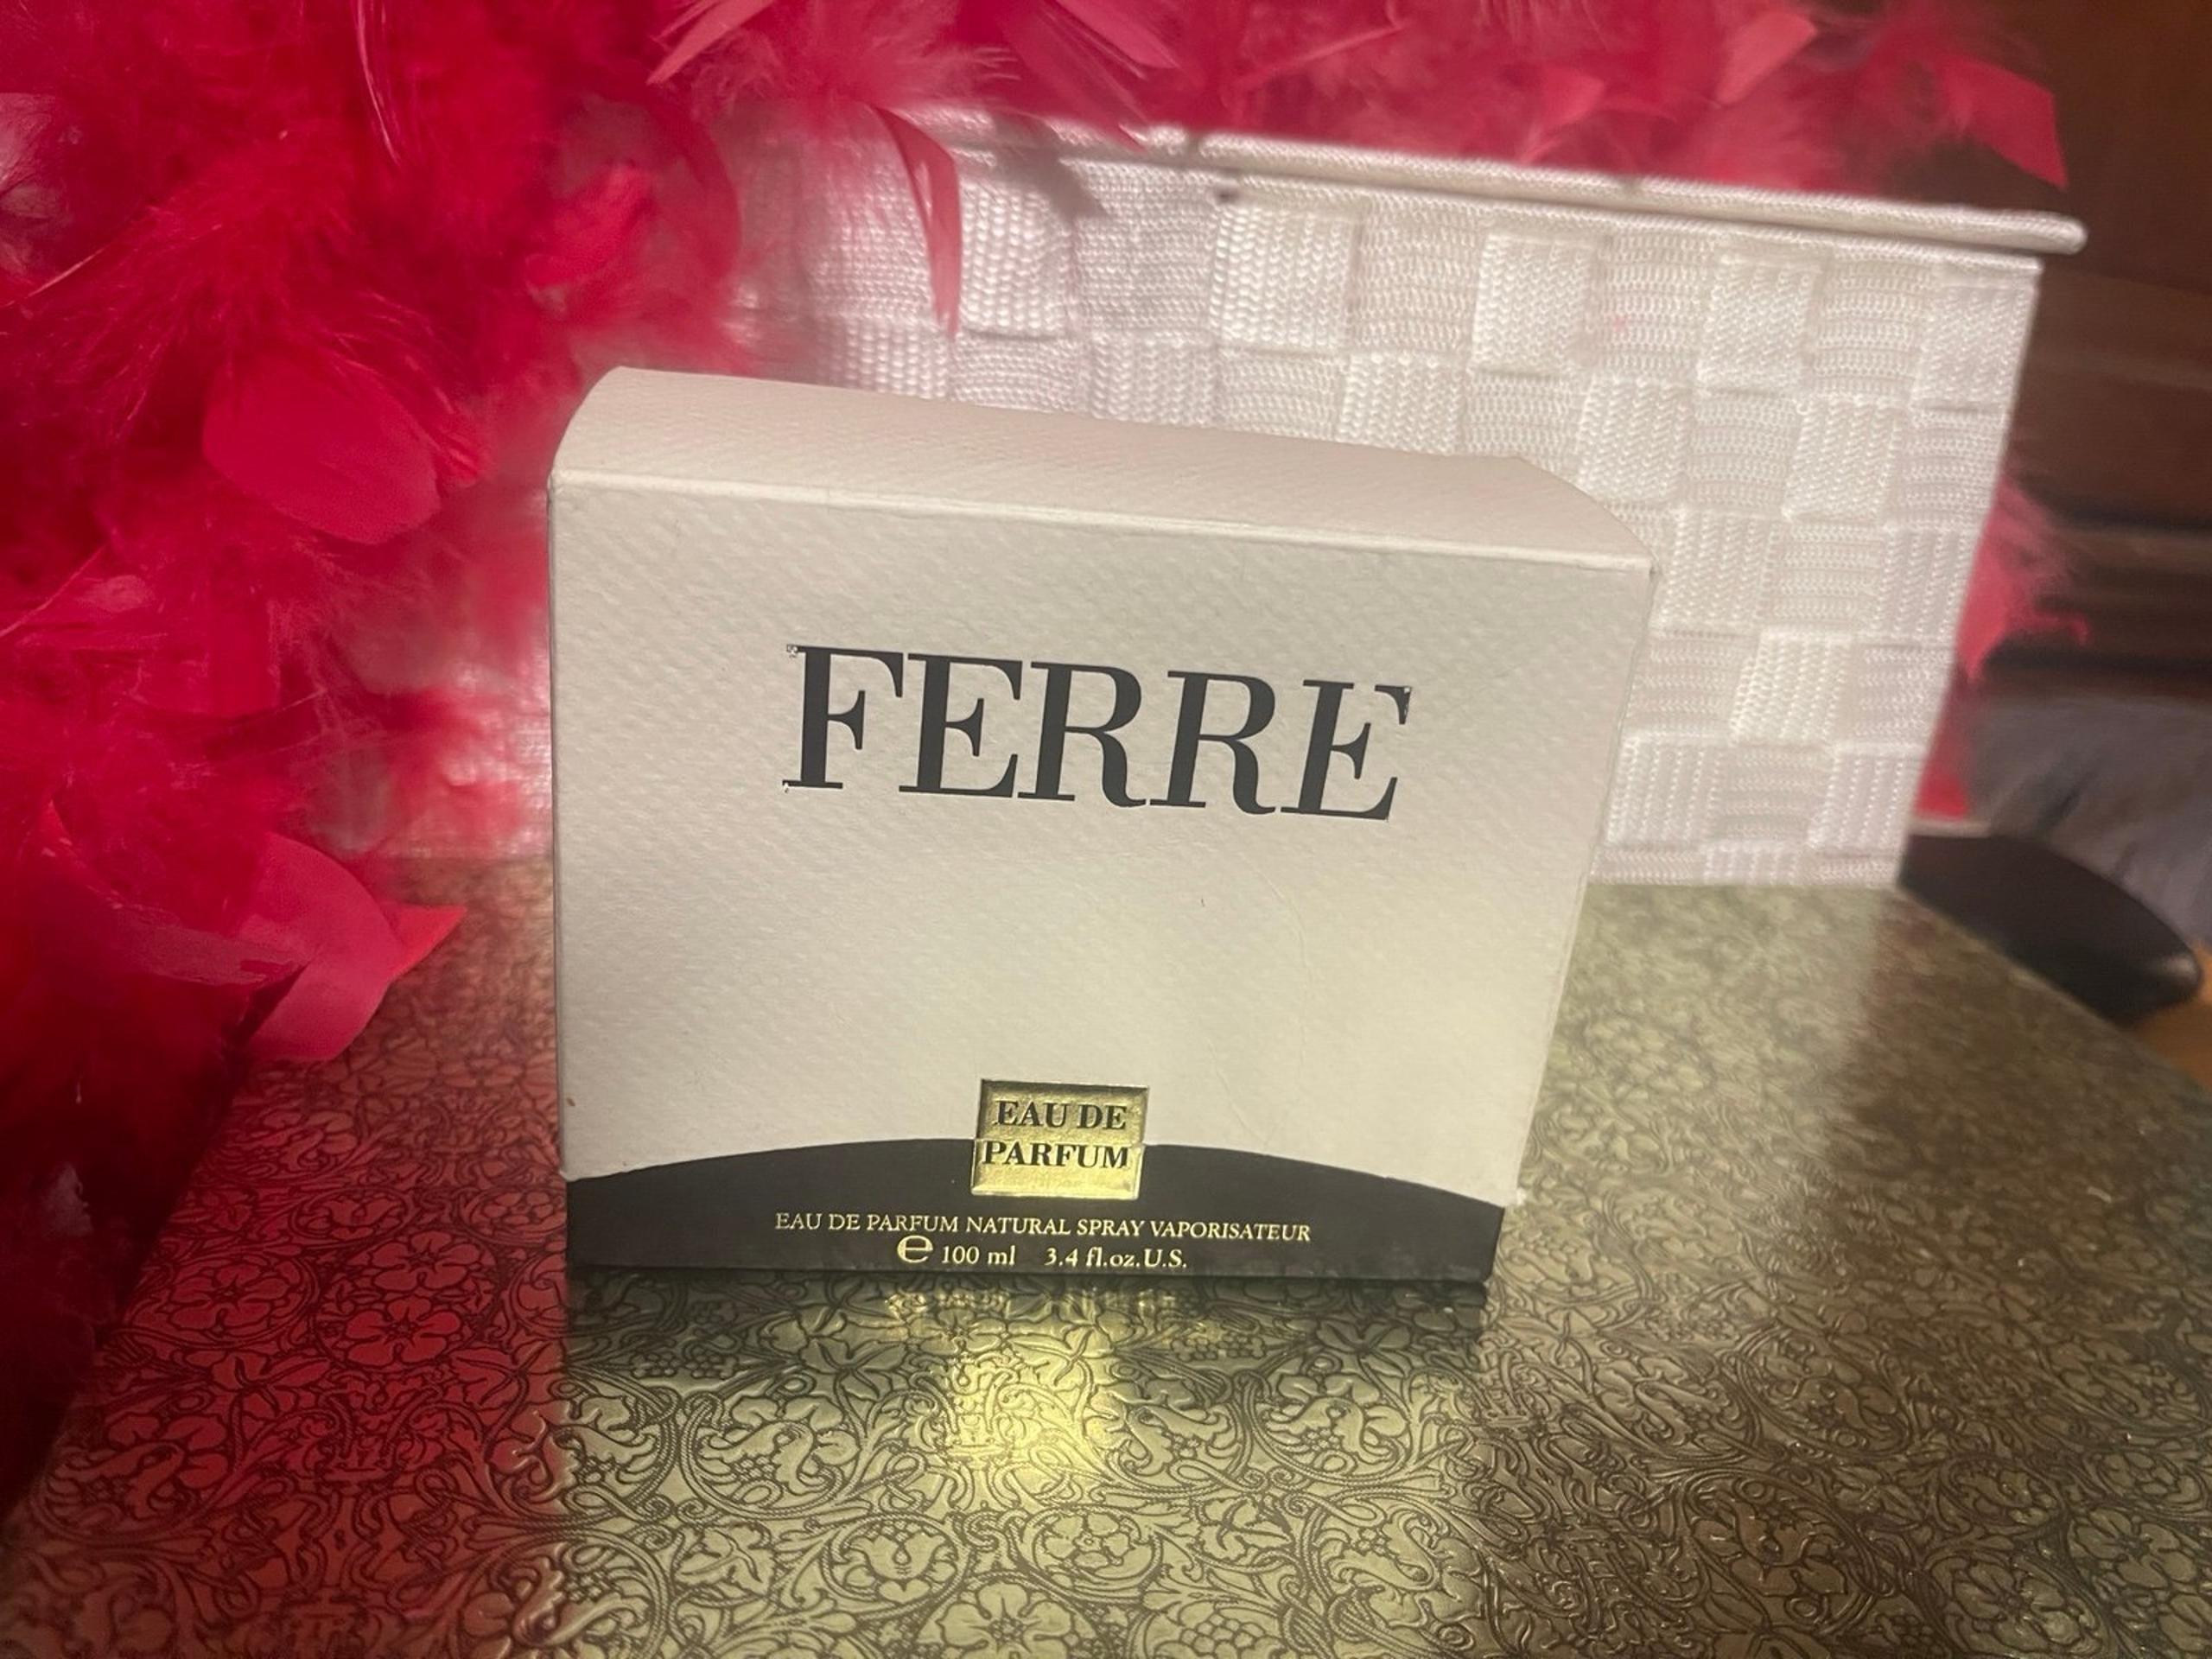 FERRE
EAU DE
PARFUM
EAU DE PARFUM NATURAL SPRAY VAPORISATEUR
℮ 100 ml 3.4 fl.oz.U.S.